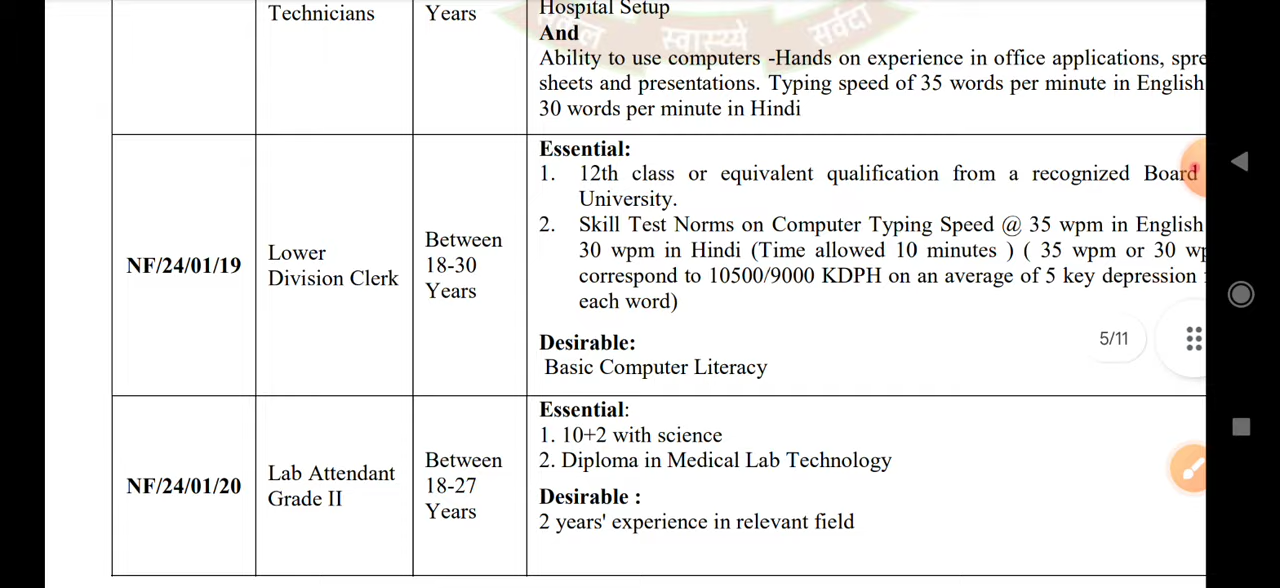 Technicians
Years
Hospital Setup
सकल स्वास्थ्ये सर्वदा
And
Ability to use computers -Hands on experience in office applications, spre
sheets and presentations. Typing speed of 35 words per minute in English
30 words per minute in Hindi
NF/24/01/19
Lower
Division Clerk
Between
18-30
Years
Essential:
1. 12th class or equivalent qualification from a recognized Board
University.
2. Skill Test Norms on Computer Typing Speed @ 35 wpm in English
30 wpm in Hindi (Time allowed 10 minutes ) ( 35 wpm or 30 wp
correspond to 10500/9000 KDPH on an average of 5 key depression
each word)
Desirable:
Basic Computer Literacy
5/11
NF/24/01/20
Lab Attendant
Grade II
Between
18-27
Years
Essential:
1. 10+2 with science
2. Diploma in Medical Lab Technology
Desirable :
2 years' experience in relevant field